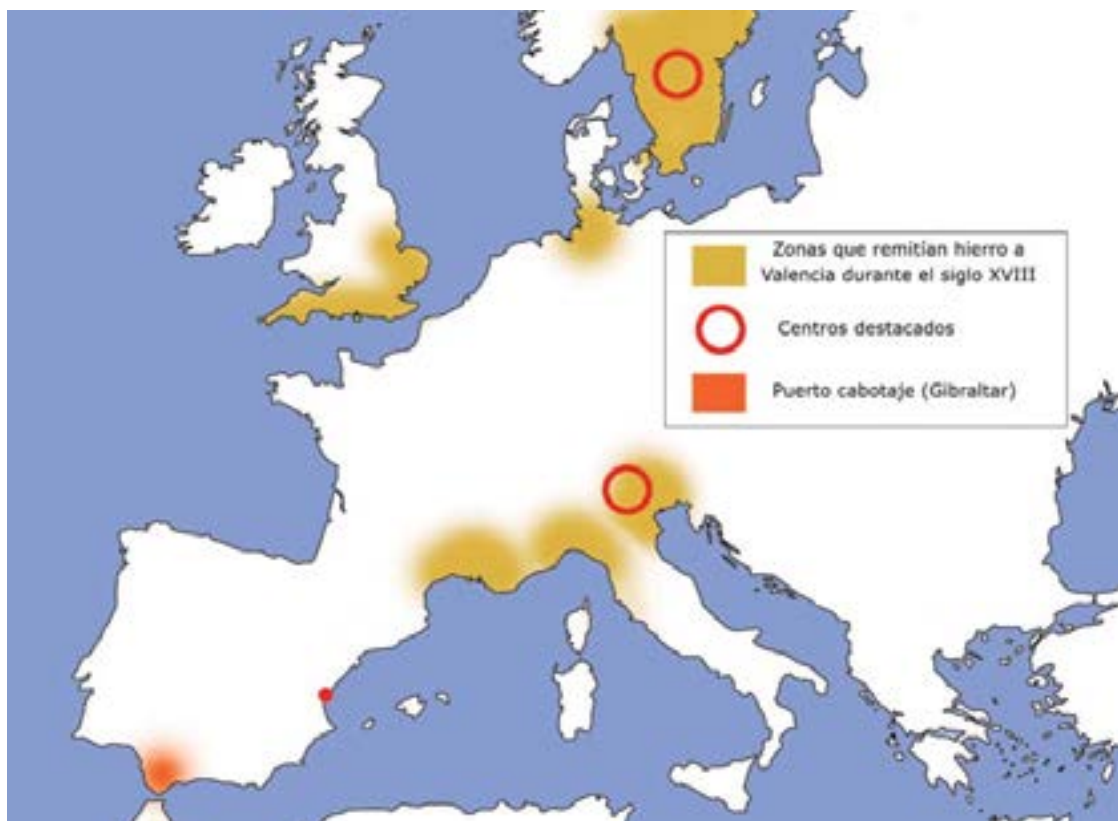 Zonas que remitían hierro a
Valencia durante el siglo XVIII
Centros destacados
Puerto cabotaje (Gibraltar)